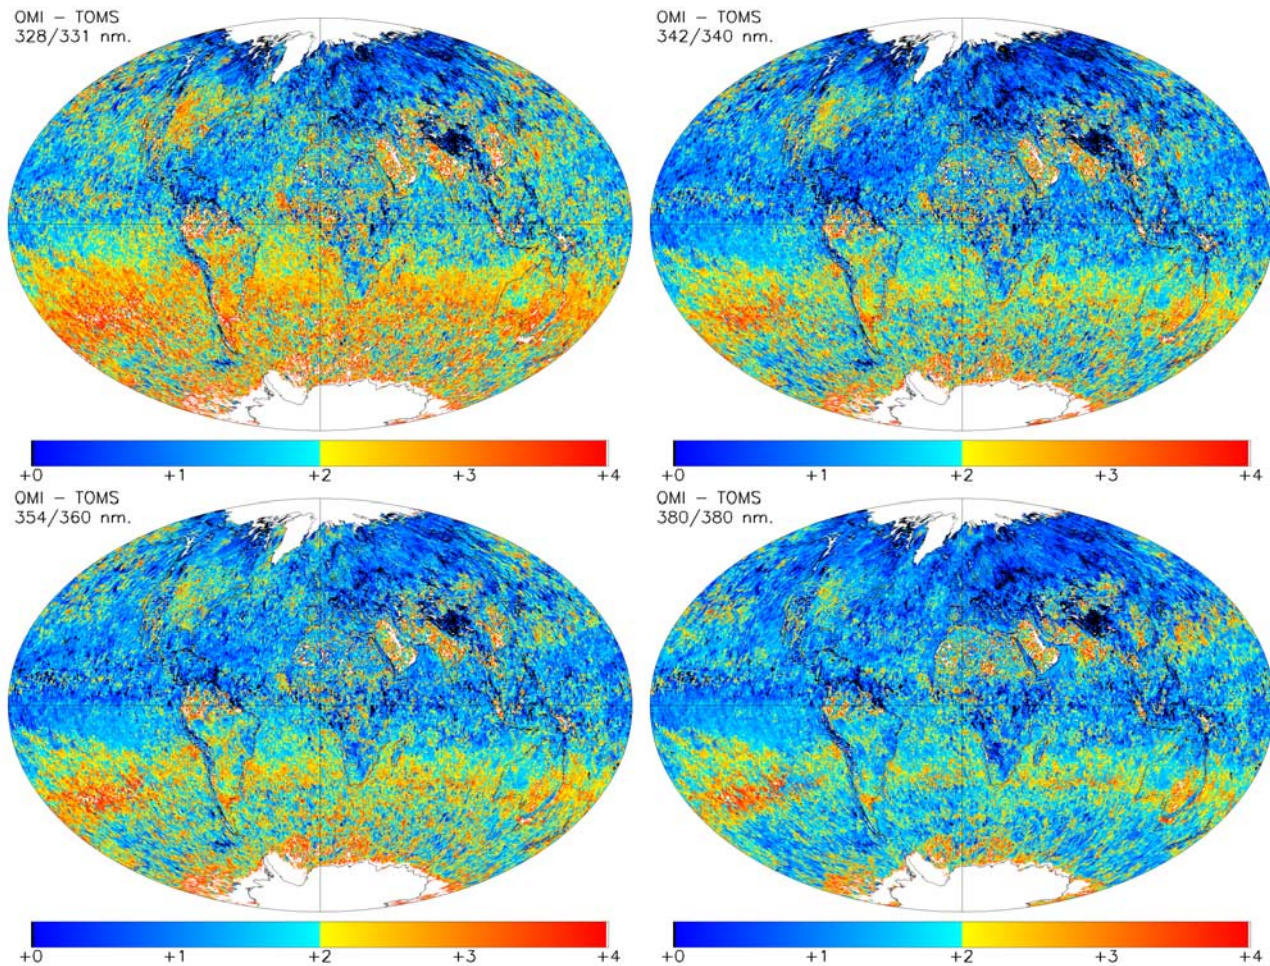 OMI – TOMS
328/331 nm.
+0 +1 +2 +3 +4
OMI – TOMS
342/340 nm.
+0 +1 +2 +3 +4
OMI – TOMS
354/360 nm.
+0 +1 +2 +3 +4
OMI – TOMS
380/380 nm.
+0 +1 +2 +3 +4